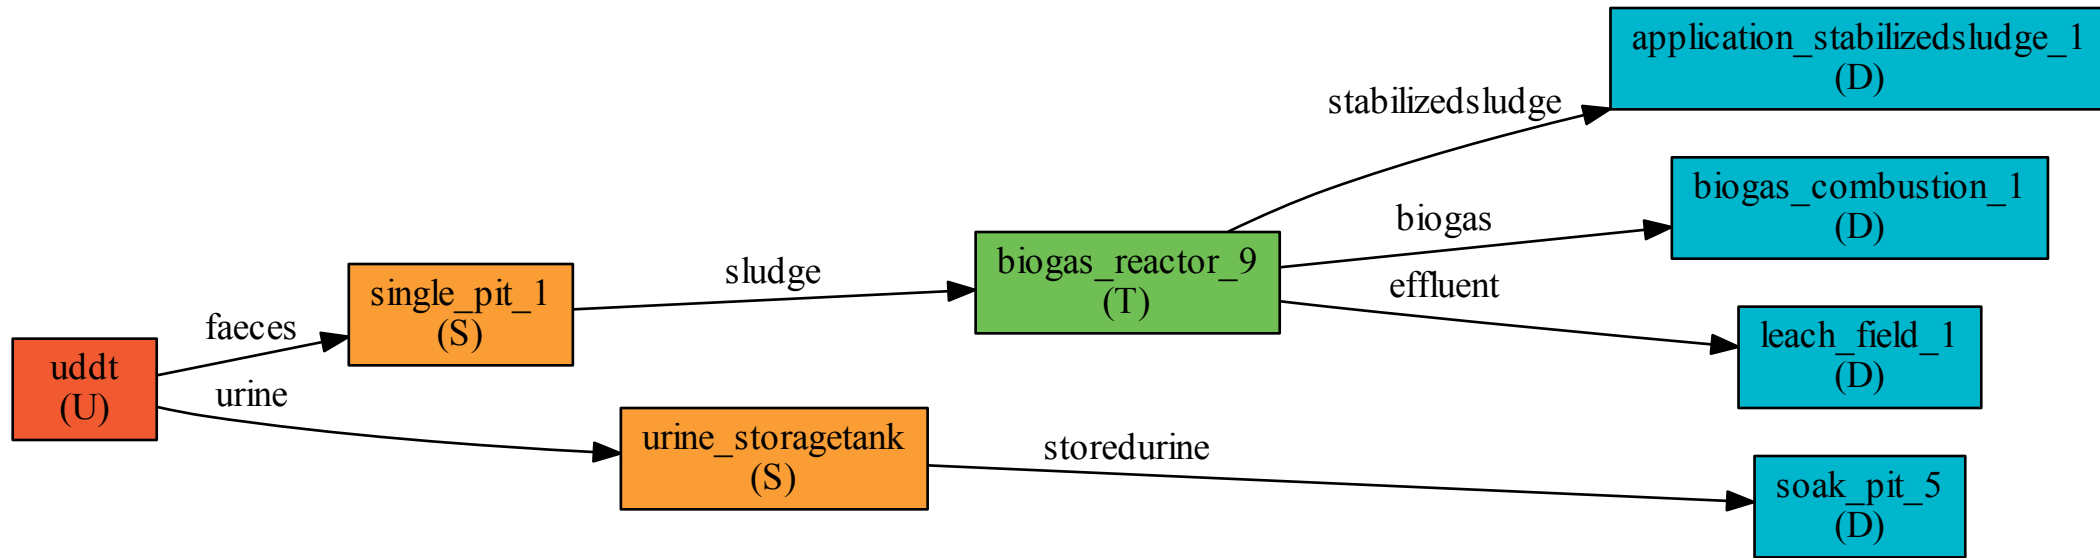 uddt
(U)
faeces
urine
single_pit_1
(S)
urine_storagetank
(S)
sludge
storedurine
biogas_reactor_9
(T)
stabilizedsludge
biogas
effluent
application_stabilizedsludge_1
(D)
biogas_combustion_1
(D)
leach_field_1
(D)
soak_pit_5
(D)